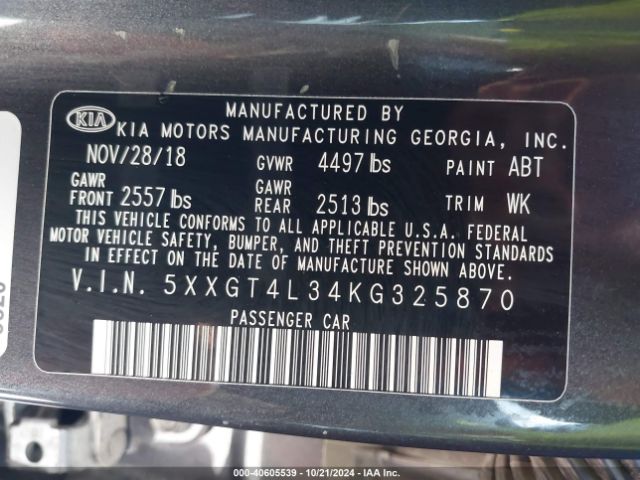 MANUFACTURED BY
KIA KIA MOTORS MANUFACTURING GEORGIA, INC.
NOV/28/18 GVWR 4497 lbs PAINT ABT
GAWR FRONT 2557 lbs GAWR REAR 2513 lbs TRIM WK
THIS VEHICLE CONFORMS TO ALL APPLICABLE U.S.A. FEDERAL
MOTOR VEHICLE SAFETY, BUMPER, AND THEFT PREVENTION STANDARDS
IN EFFECT ON THE DATE OF MANUFACTURE SHOWN ABOVE.
V.I.N. 5XXGT4L34KG325870
PASSENGER CAR
000-40605539 - 10/21/2024 - IAA Inc.